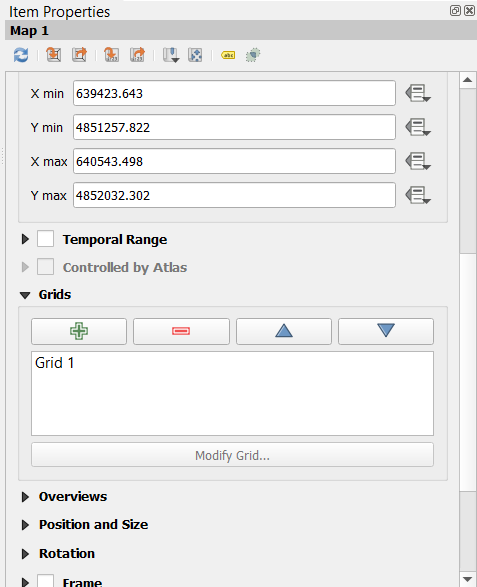 Item Properties
Map 1
abc
X min 639423.643
Y min 4851257.822
X max 640543.498
Y max 4852032.302
Temporal Range
Controlled by Atlas
Grids
Grid 1
Modify Grid...
Overviews
Position and Size
Rotation
Frame